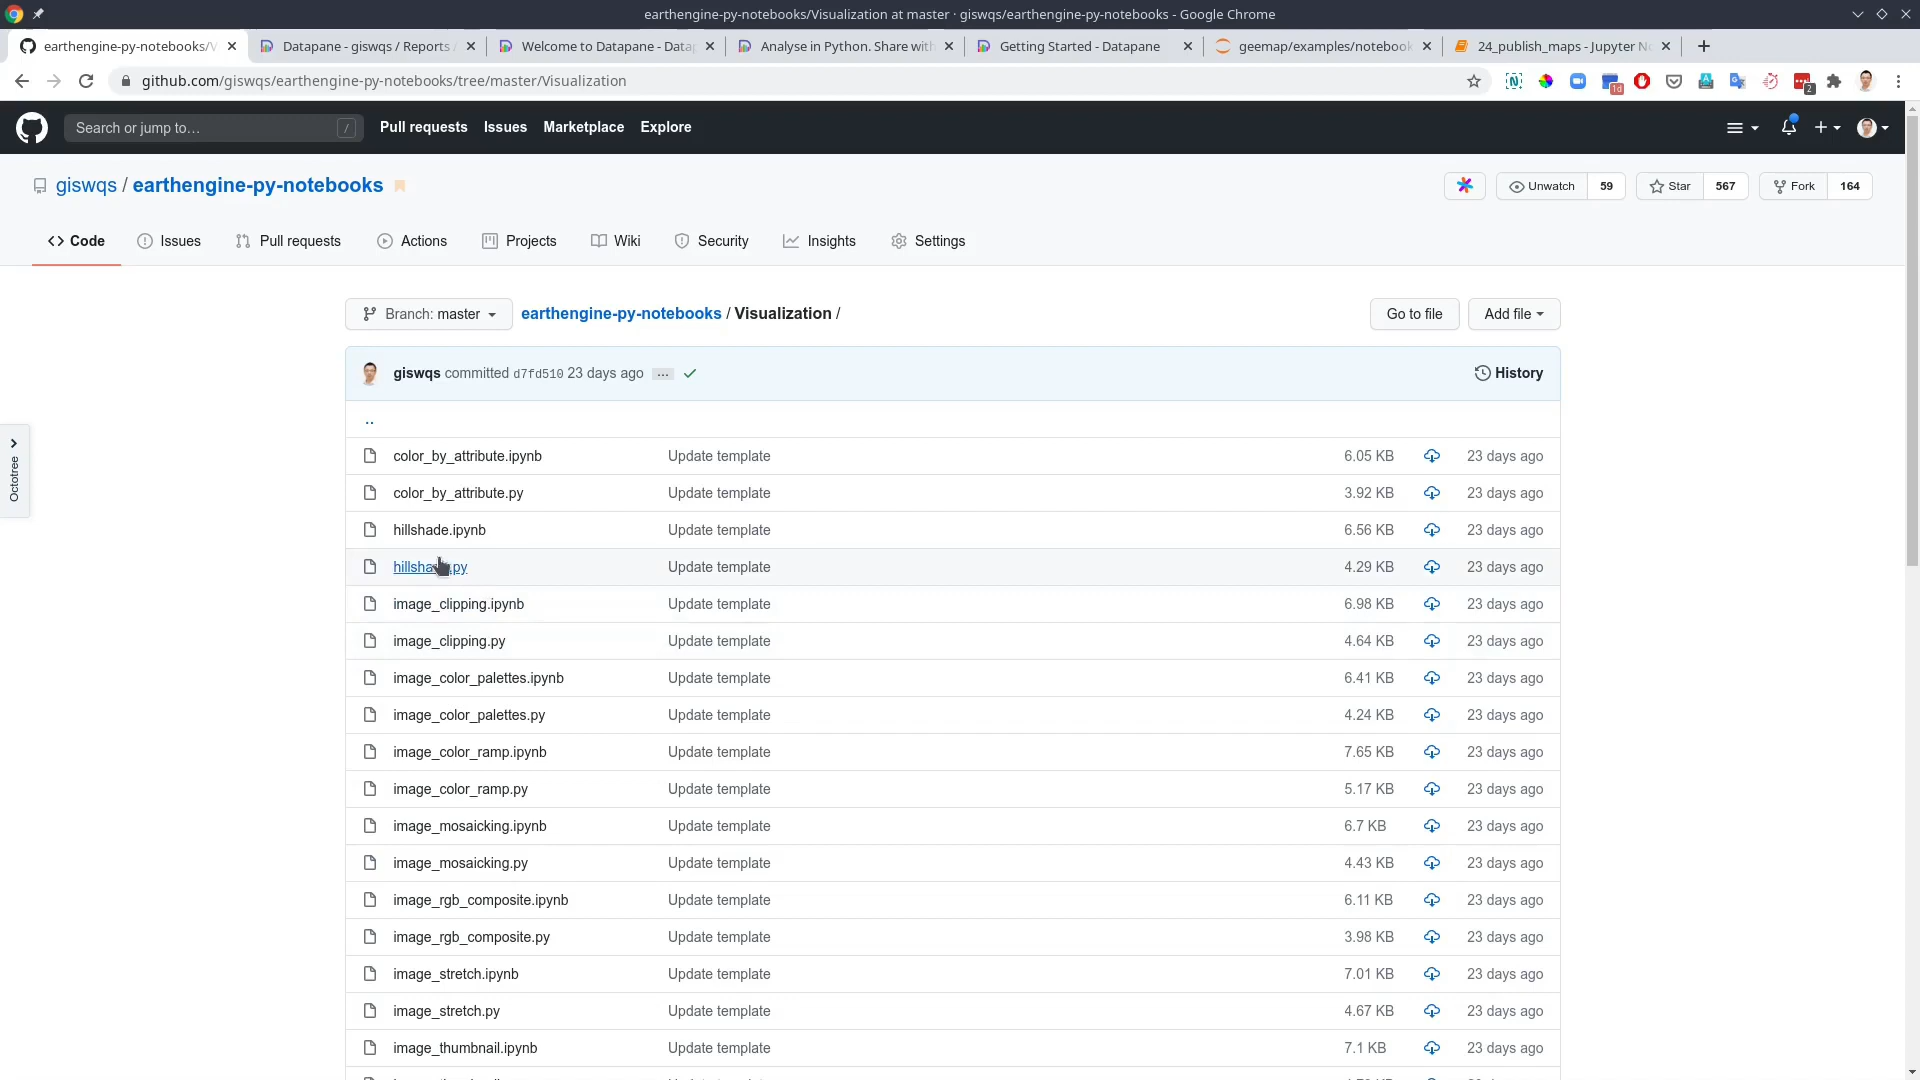 earthengine-py-notebooks/Visualization at master · giswqs/earthengine-py-notebooks - Google Chrome
earthengine-py-notebooks/V
Datapane - giswqs / Reports /
Welcome to Datapane - Datap
Analyse in Python. Share with
Getting Started - Datapane
geemap/examples/notebook
24_publish_maps - Jupyter No
github.com/giswqs/earthengine-py-notebooks/tree/master/Visualization
1d
2
Search or jump to…
/
Pull requests
Issues
Marketplace
Explore
giswqs / earthengine-py-notebooks
Unwatch 59
Star 567
Fork 164
Code
Issues
Pull requests
Actions
Projects
Wiki
Security
Insights
Settings
Branch: master
earthengine-py-notebooks / Visualization /
Go to file
Add file
giswqs committed d7fd510 23 days ago ...
History
Octotree
..
color_by_attribute.ipynb Update template 6.05 KB 23 days ago
color_by_attribute.py Update template 3.92 KB 23 days ago
hillshade.ipynb Update template 6.56 KB 23 days ago
hillshade.py Update template 4.29 KB 23 days ago
image_clipping.ipynb Update template 6.98 KB 23 days ago
image_clipping.py Update template 4.64 KB 23 days ago
image_color_palettes.ipynb Update template 6.41 KB 23 days ago
image_color_palettes.py Update template 4.24 KB 23 days ago
image_color_ramp.ipynb Update template 7.65 KB 23 days ago
image_color_ramp.py Update template 5.17 KB 23 days ago
image_mosaicking.ipynb Update template 6.7 KB 23 days ago
image_mosaicking.py Update template 4.43 KB 23 days ago
image_rgb_composite.ipynb Update template 6.11 KB 23 days ago
image_rgb_composite.py Update template 3.98 KB 23 days ago
image_stretch.ipynb Update template 7.01 KB 23 days ago
image_stretch.py Update template 4.67 KB 23 days ago
image_thumbnail.ipynb Update template 7.1 KB 23 days ago